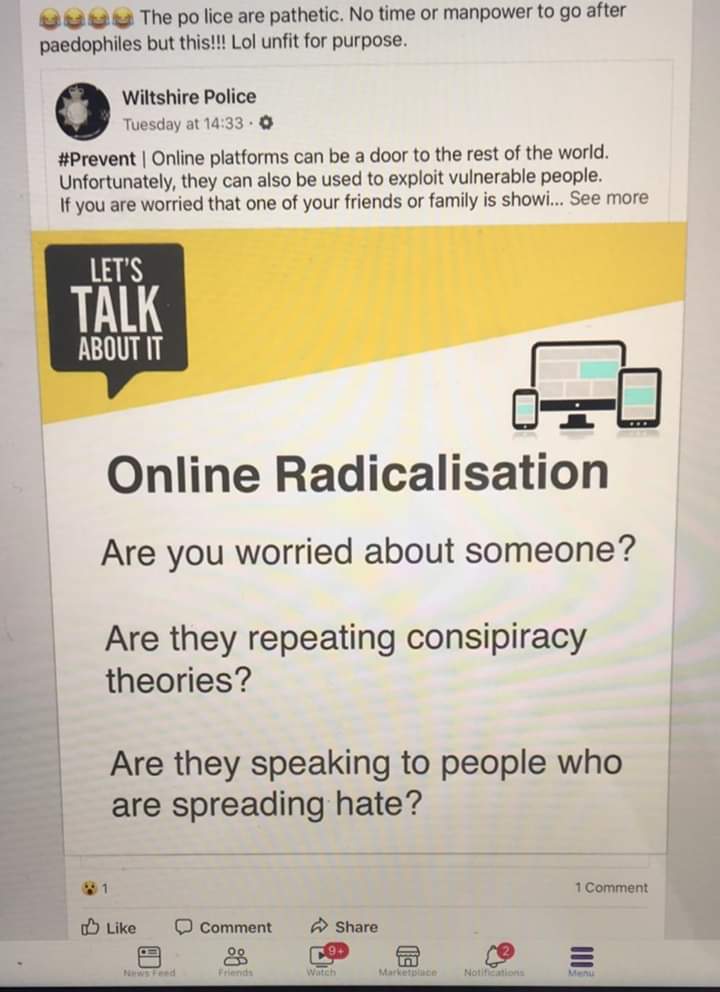 😂😂😂😂 The po lice are pathetic. No time or manpower to go after
paedophiles but this!!! Lol unfit for purpose.
Wiltshire Police
Tuesday at 14:33 ·
#Prevent | Online platforms can be a door to the rest of the world.
Unfortunately, they can also be used to exploit vulnerable people.
If you are worried that one of your friends or family is showi... See more
LET'S
TALK
ABOUT IT
Online Radicalisation
Are you worried about someone?
Are they repeating consipiracy
theories?
Are they speaking to people who
are spreading hate?
😮 1
1 Comment
Like
Comment
Share
9+
2
News Feed
Friends
Watch
Marketplace
Notifications
Menu